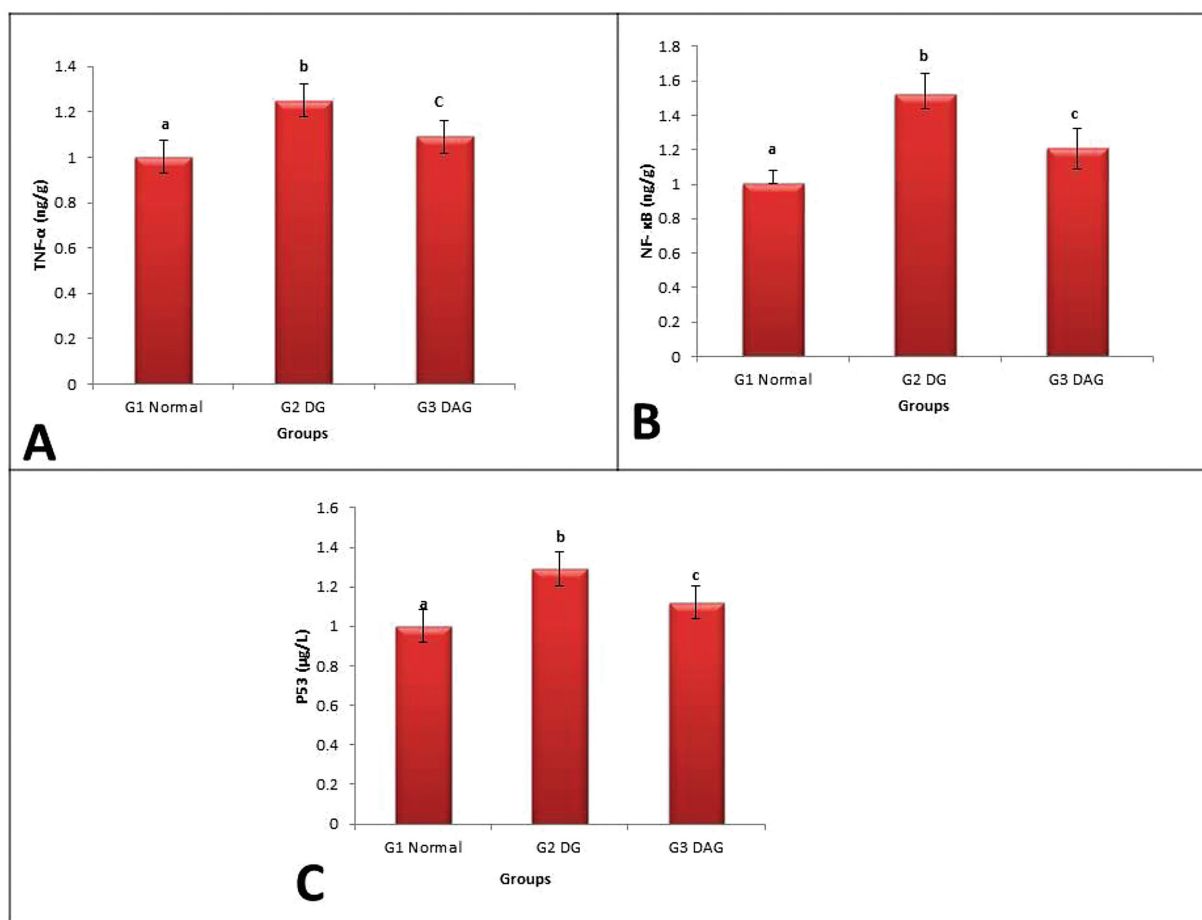 1.4
1.2
1
0.8
0.6
0.4
0.2
0
TNF-α (ng/g)
a
b
C
G1 Normal G2 DG G3 DAG
Groups
A
1.8
1.6
1.4
1.2
1
0.8
0.6
0.4
0.2
0
NF- κB (ng/g)
a
b
c
G1 Normal G2 DG G3 DAG
Groups
B
1.6
1.4
1.2
1
0.8
0.6
0.4
0.2
0
P53 (µg/L)
a
b
c
G1 Normal G2 DG G3 DAG
Groups
C